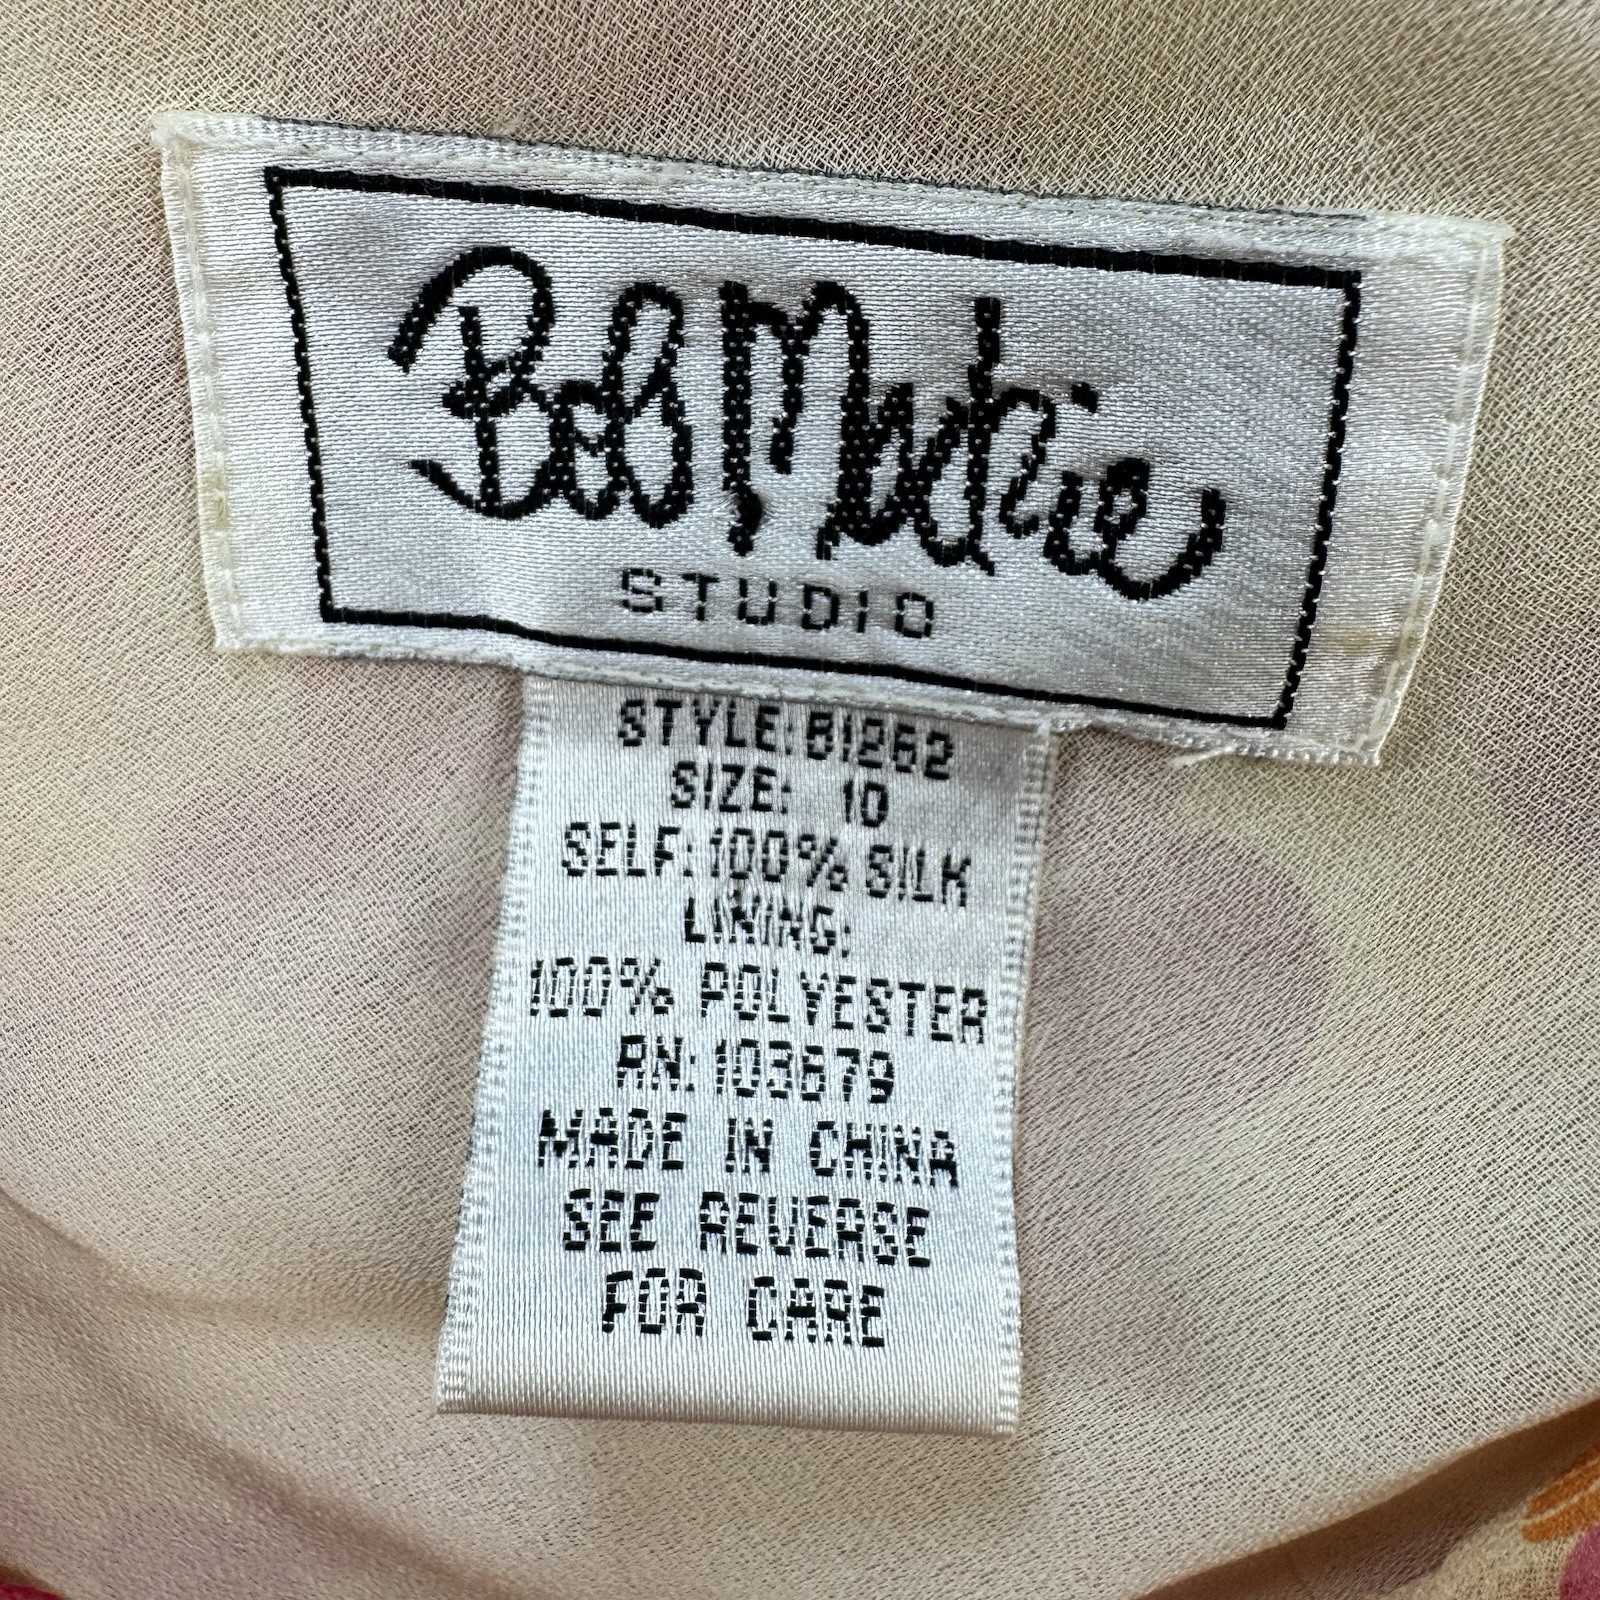 Bob Mackie
STUDIO
STYLE: B1262
SIZE: 10
SELF: 100% SILK
LINING:
100% POLYESTER
RN: 103679
MADE IN CHINA
SEE REVERSE
FOR CARE